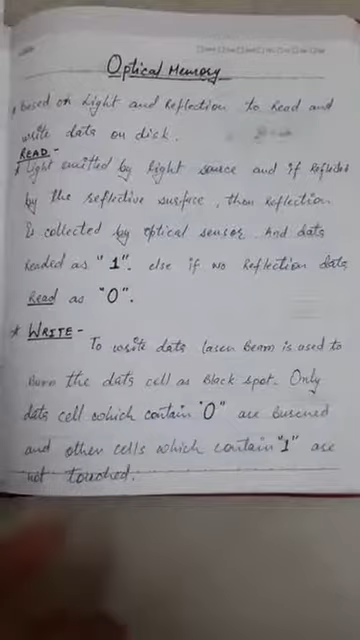 Optical Memory
* Based on Light and Reflection to Read and
write data on disk.
READ -
* Light emitted by light source and if Reflected
by the reflective surface, then Reflection
is collected by optical sensor. And data
Readed as "1". else if no Reflection data
Read as "0".
* WRITE -
To write data laser Beam is used to
Burn the data cell as Black spot. Only
data cell which contain "0" are burned
and other cells which contain "1" are
not touched.